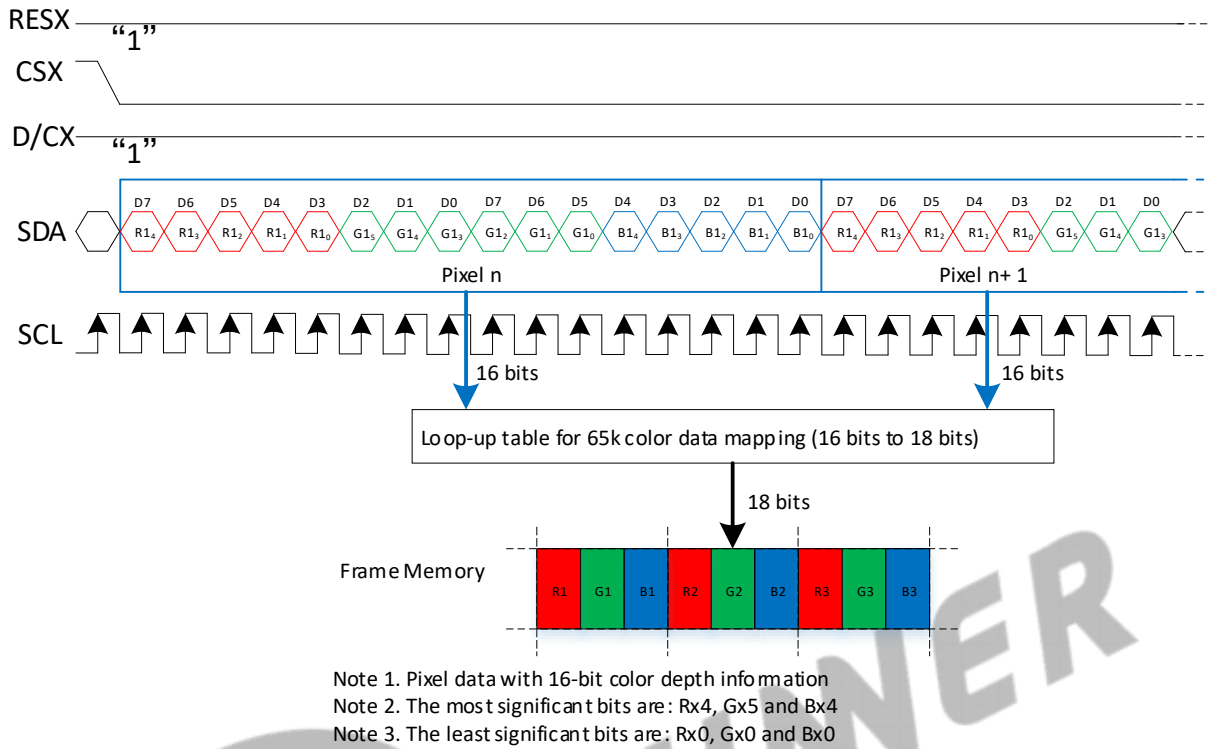 RESX “1”
CSX
D/CX “1”
D7 D6 D5 D4 D3 D2 D1 D0 D7 D6 D5 D4 D3 D2 D1 D0 D7 D6 D5 D4 D3 D2 D1 D0
SDA R1₄ R1₃ R1₂ R1₁ R1₀ G1₅ G1₄ G1₃ G1₂ G1₁ G1₀ B1₄ B1₃ B1₂ B1₁ B1₀ R1₄ R1₃ R1₂ R1₁ R1₀ G1₅ G1₄ G1₃
Pixel n Pixel n+ 1
SCL
16 bits 16 bits
Loop-up table for 65k color data mapping (16 bits to 18 bits)
18 bits
Frame Memory R1 G1 B1 R2 G2 B2 R3 G3 B3
Note 1. Pixel data with 16-bit color depth information
Note 2. The most significant bits are: Rx4, Gx5 and Bx4
Note 3. The least significant bits are: Rx0, Gx0 and Bx0